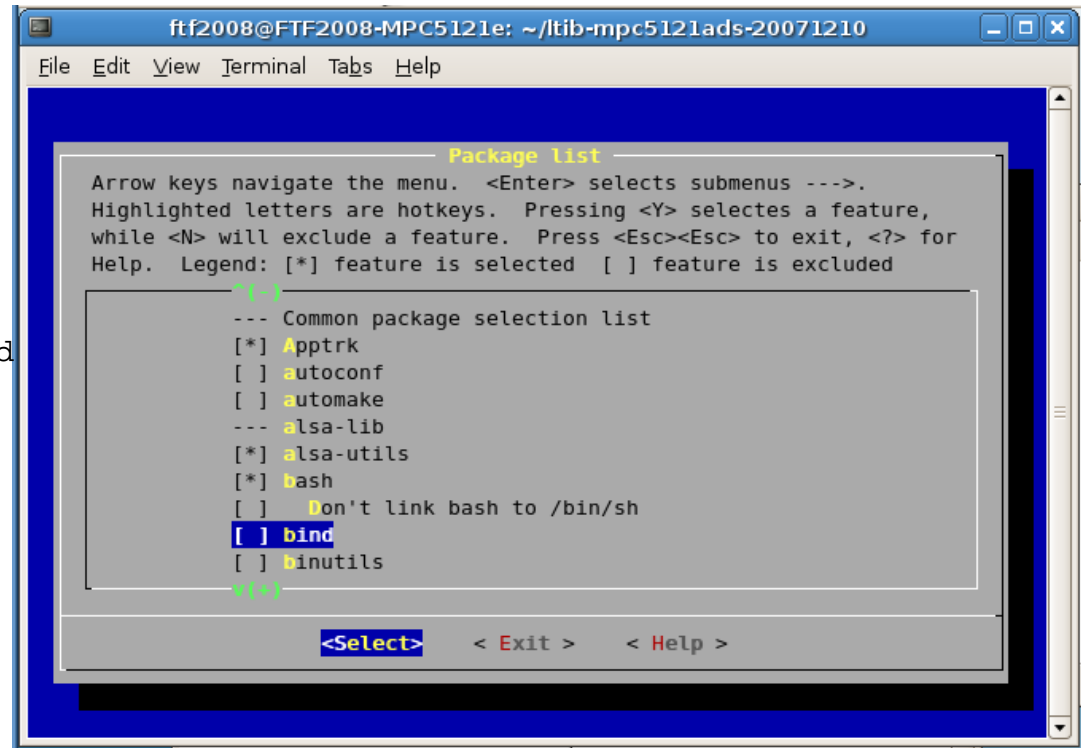 ftf2008@FTF2008-MPC5121e: ~/ltib-mpc5121ads-20071210
File Edit View Terminal Tabs Help
Package list
Arrow keys navigate the menu. <Enter> selects submenus --->.
Highlighted letters are hotkeys. Pressing <Y> selectes a feature,
while <N> will exclude a feature. Press <Esc><Esc> to exit, <?> for
Help. Legend: [*] feature is selected [ ] feature is excluded
^(-)
--- Common package selection list
[*] Apptrk
[ ] autoconf
[ ] automake
--- alsa-lib
[*] alsa-utils
[*] bash
[ ] Don't link bash to /bin/sh
[ ] bind
[ ] binutils
v(+)
<Select> < Exit > < Help >
d